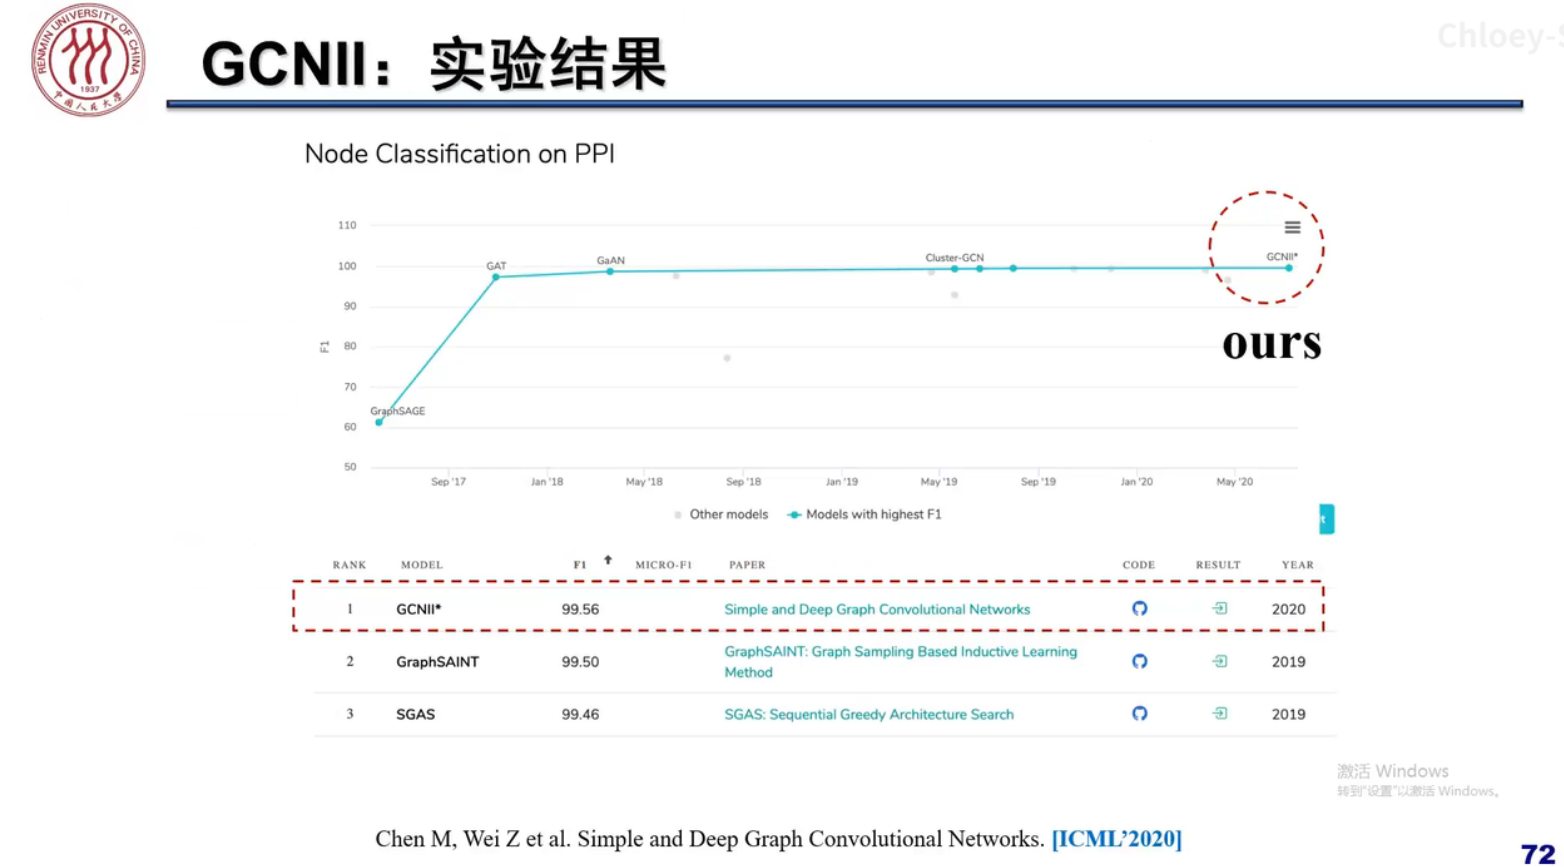 Chloey-S
RENMIN UNIVERSITY OF CHINA
1937
中国人民大学
GCNII：实验结果
Node Classification on PPI
110
100
90
80
70
60
50
F1
GraphSAGE
GAT
GaAN
Cluster-GCN
GCNII*
ours
Sep '17 Jan '18 May '18 Sep '18 Jan '19 May '19 Sep '19 Jan '20 May '20
Other models Models with highest F1
t
RANK MODEL F1 MICRO-F1 PAPER CODE RESULT YEAR
1 GCNII* 99.56 Simple and Deep Graph Convolutional Networks 2020
2 GraphSAINT 99.50 GraphSAINT: Graph Sampling Based Inductive Learning
Method 2019
3 SGAS 99.46 SGAS: Sequential Greedy Architecture Search 2019
激活 Windows
转到"设置"以激活 Windows。
Chen M, Wei Z et al. Simple and Deep Graph Convolutional Networks. [ICML’2020]
72